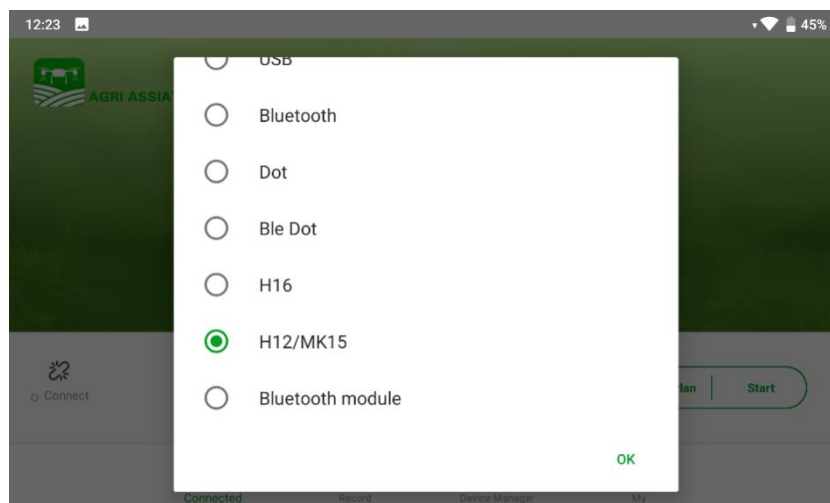 12:23
45%
AGRI ASSIA
USB
Bluetooth
Dot
Ble Dot
H16
H12/MK15
Bluetooth module
Connect
lan
Start
OK
Connected
Record
Device Manager
My